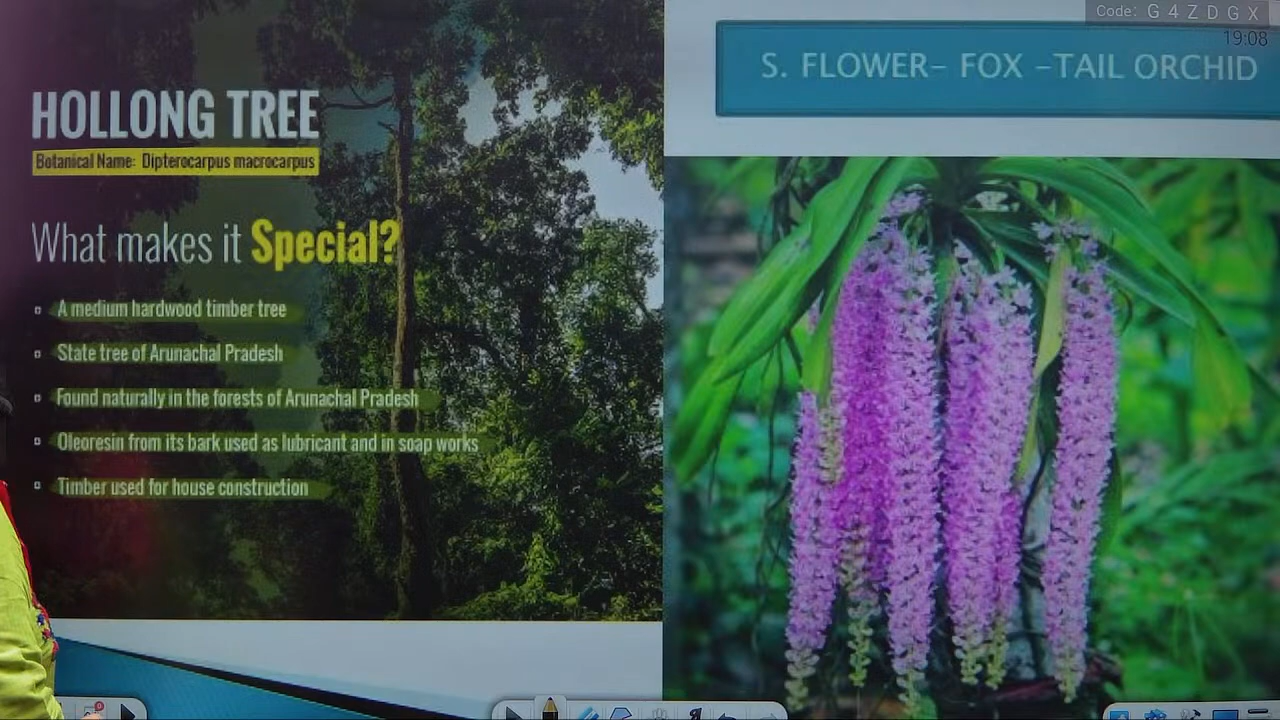 Code: G 4 Z D G X
19:08
HOLLONG TREE
Botanical Name: Dipterocarpus macrocarpus
What makes it Special?
A medium hardwood timber tree
State tree of Arunachal Pradesh
Found naturally in the forests of Arunachal Pradesh
Oleoresin from its bark used as lubricant and in soap works
Timber used for house construction
S. FLOWER- FOX -TAIL ORCHID